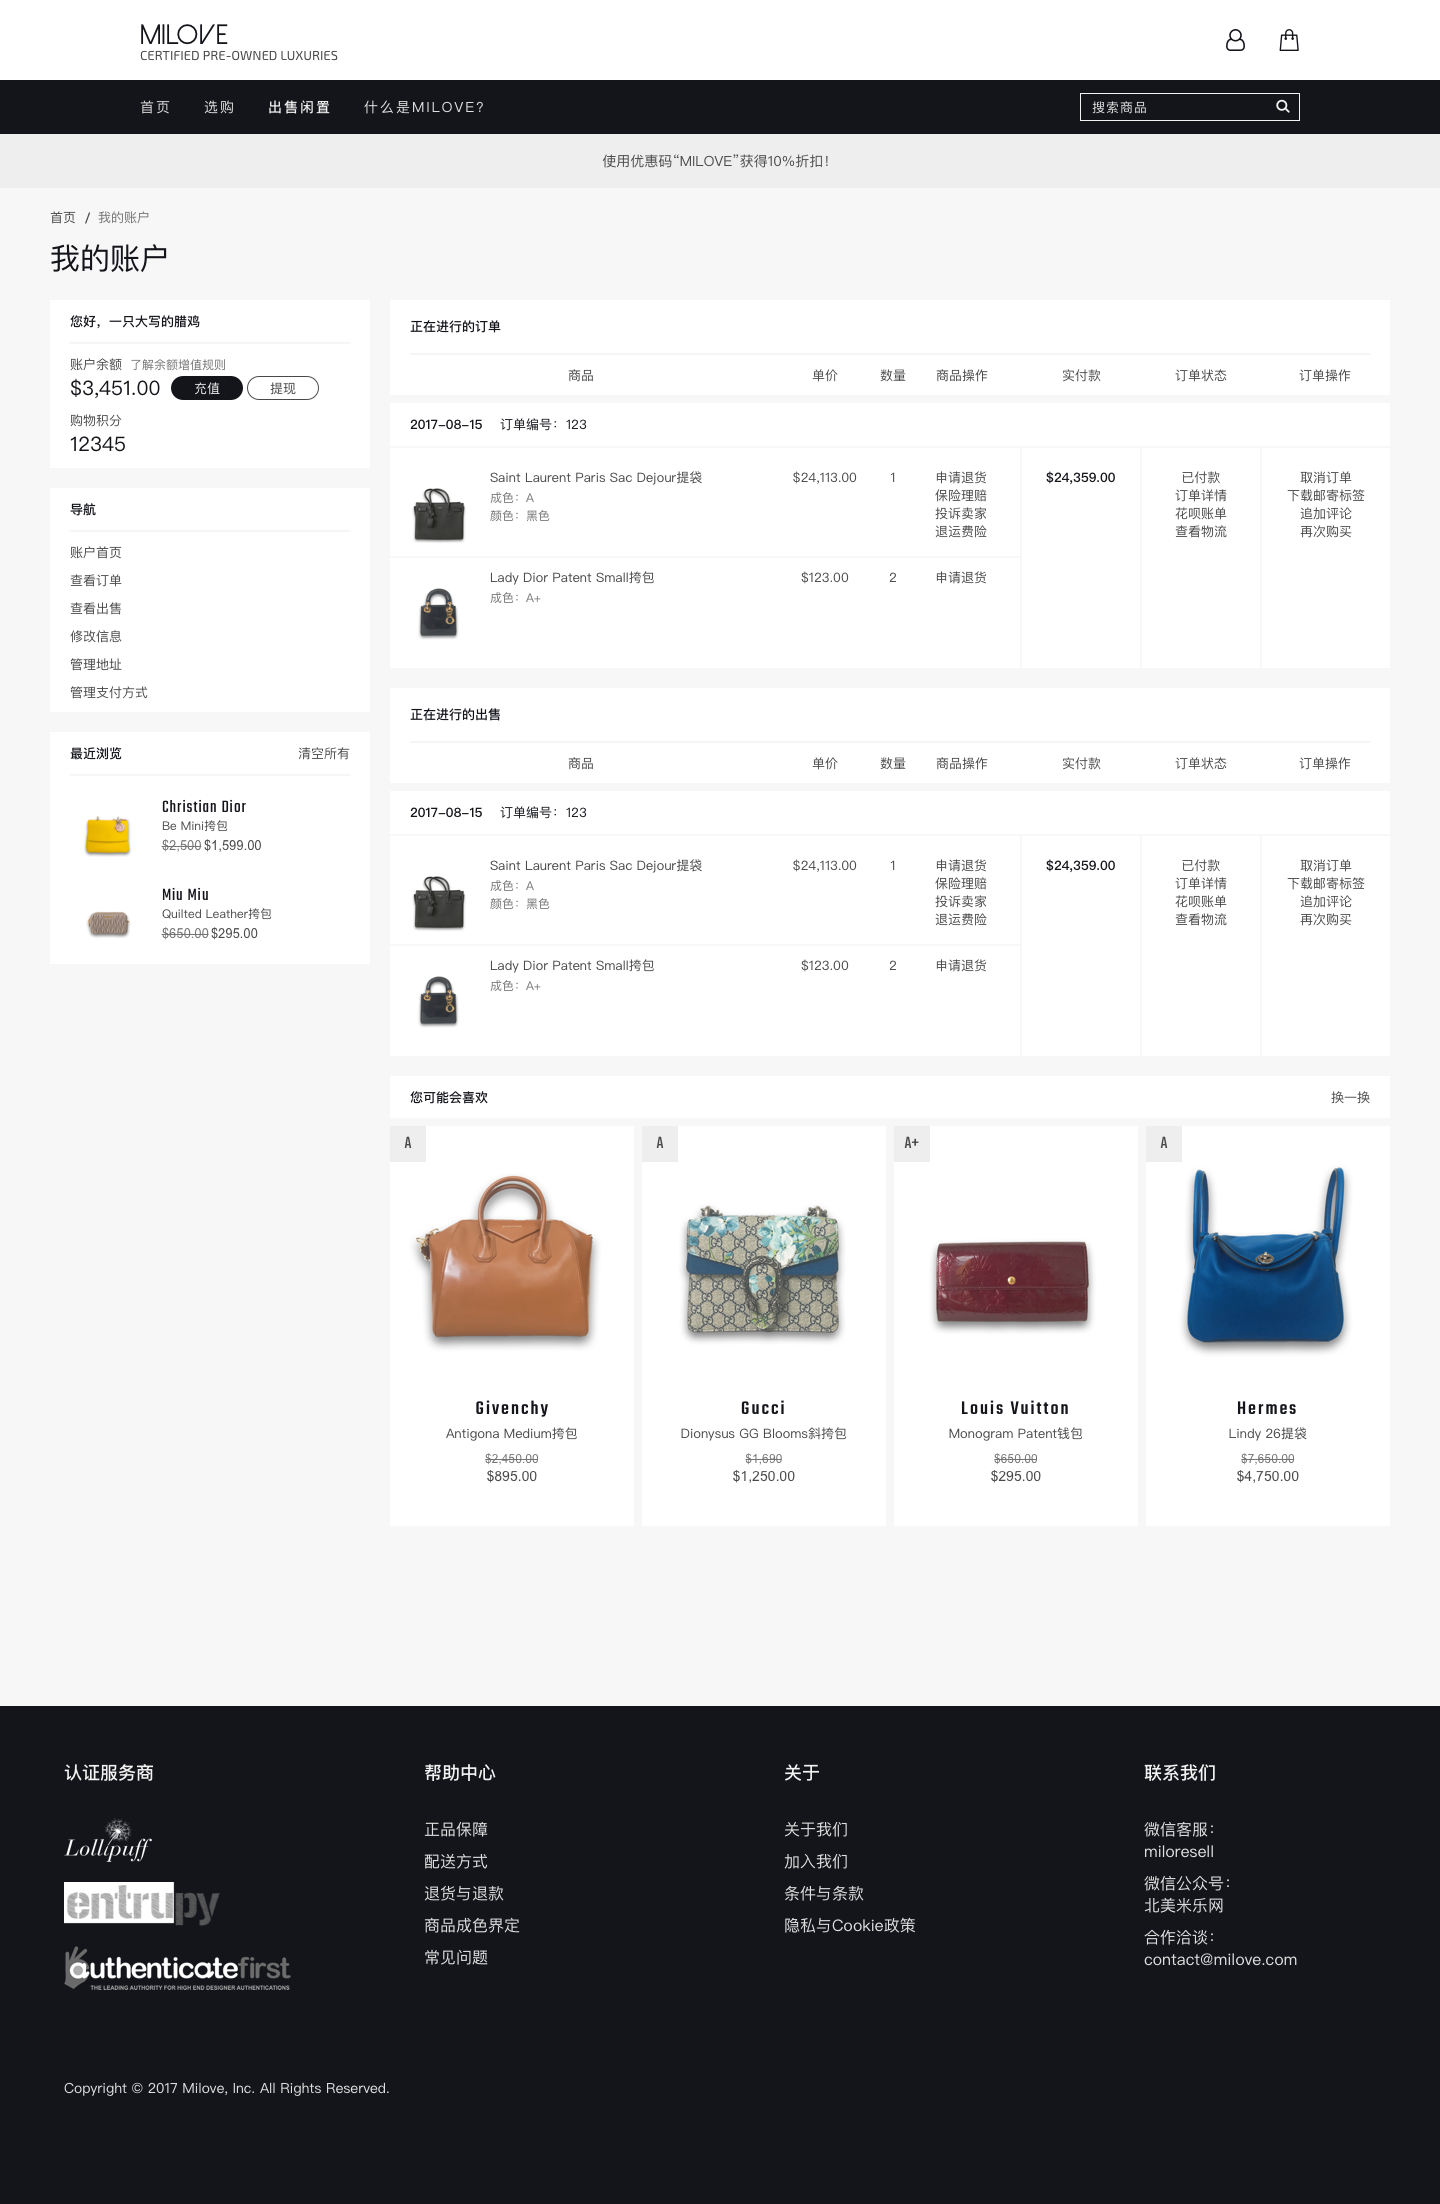 MILOVE
CERTIFIED PRE-OWNED LUXURIES
首页 选购 出售闲置 什么是MILOVE? 搜索商品
使用优惠码“MILOVE”获得10%折扣！
首页 / 我的账户
我的账户
您好，一只大写的腊鸡
账户余额 了解余额增值规则
$3,451.00 充值 提现
购物积分
12345
导航
账户首页
查看订单
查看出售
修改信息
管理地址
管理支付方式
最近浏览 清空所有
Christian Dior
Be Mini挎包
$2,500 $1,599.00
Miu Miu
Quilted Leather挎包
$650.00 $295.00
正在进行的订单
商品 单价 数量 商品操作 实付款 订单状态 订单操作
2017-08-15 订单编号：123
Saint Laurent Paris Sac Dejour提袋 $24,113.00 1 申请退货 $24,359.00 已付款 取消订单
成色：A 保险理赔 订单详情 下载邮寄标签
颜色：黑色 投诉卖家 花呗账单 追加评论
退运费险 查看物流 再次购买
Lady Dior Patent Small挎包 $123.00 2 申请退货
成色：A+
正在进行的出售
商品 单价 数量 商品操作 实付款 订单状态 订单操作
2017-08-15 订单编号：123
Saint Laurent Paris Sac Dejour提袋 $24,113.00 1 申请退货 $24,359.00 已付款 取消订单
成色：A 保险理赔 订单详情 下载邮寄标签
颜色：黑色 投诉卖家 花呗账单 追加评论
退运费险 查看物流 再次购买
Lady Dior Patent Small挎包 $123.00 2 申请退货
成色：A+
您可能会喜欢 换一换
A A A+ A
Givenchy Gucci Louis Vuitton Hermes
Antigona Medium挎包 Dionysus GG Blooms斜挎包 Monogram Patent钱包 Lindy 26提袋
$2,450.00 $1,690 $650.00 $7,650.00
$895.00 $1,250.00 $295.00 $4,750.00
认证服务商
Lollipuff
entrupy
authenticatefirst
THE LEADING AUTHORITY FOR HIGH END DESIGNER AUTHENTICATIONS
帮助中心
正品保障
配送方式
退货与退款
商品成色界定
常见问题
关于
关于我们
加入我们
条件与条款
隐私与Cookie政策
联系我们
微信客服：
miloresell
微信公众号：
北美米乐网
合作洽谈：
contact@milove.com
Copyright © 2017 Milove, Inc. All Rights Reserved.